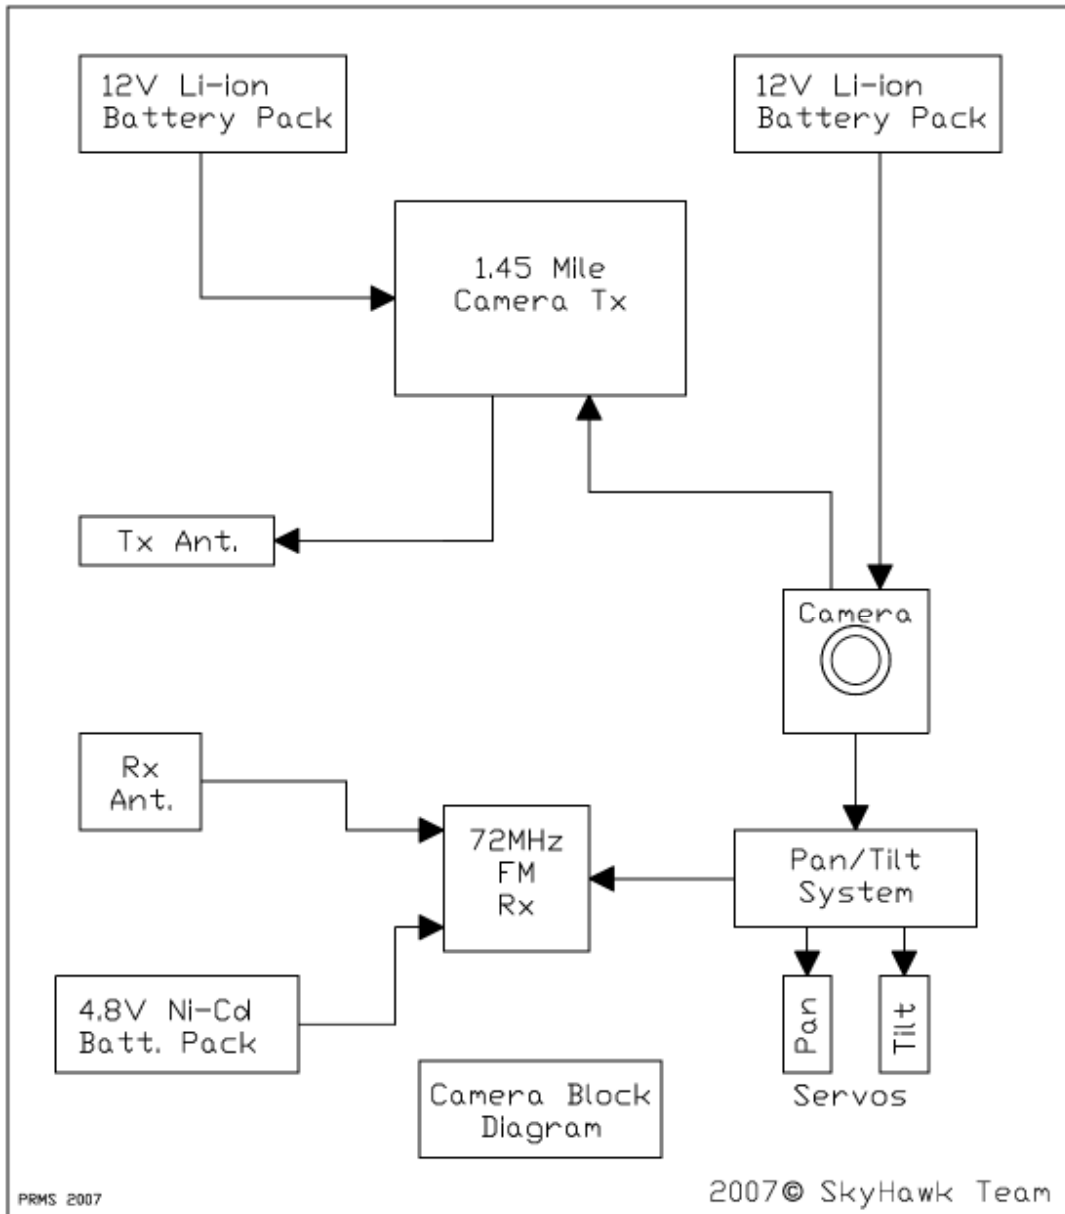 12V Li-ion
Battery Pack
12V Li-ion
Battery Pack
1.45 Mile
Camera Tx
Tx Ant.
Camera
Rx
Ant.
72MHz
FM
Rx
Pan/Tilt
System
4.8V Ni-Cd
Batt. Pack
Pan
Tilt
Servos
Camera Block
Diagram
PRMS 2007
2007© SkyHawk Team